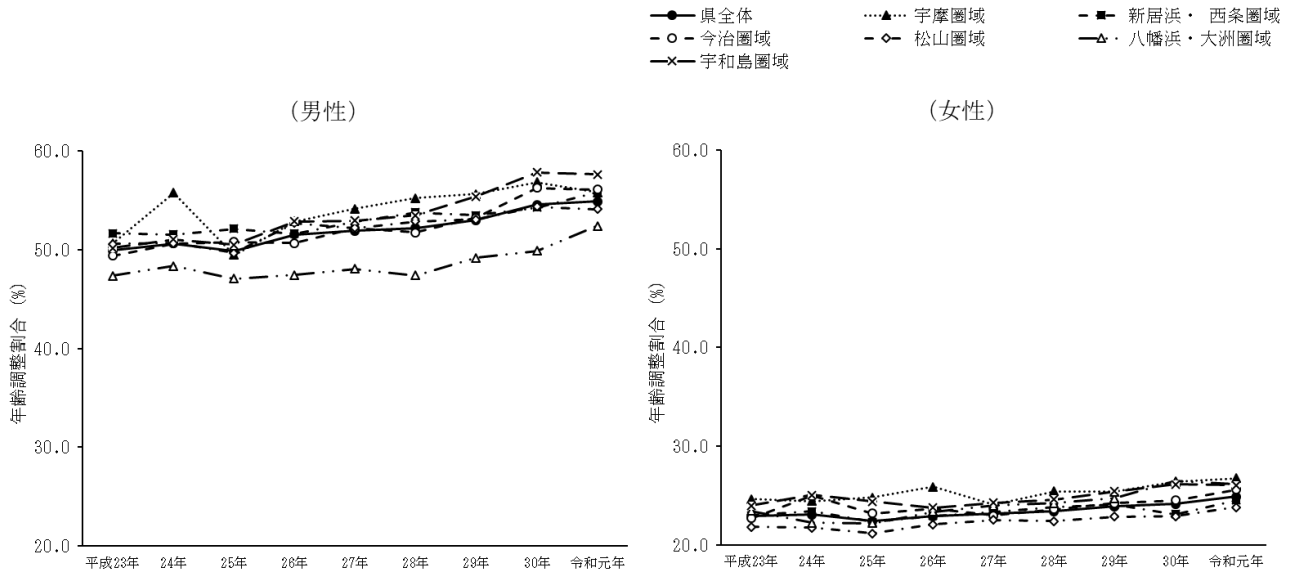 県全体 宇摩圏域 新居浜・ 西条圏域
今治圏域 松山圏域 八幡浜・大洲圏域
宇和島圏域
（男性）
年齢調整割合 (%)
60.0
50.0
40.0
30.0
20.0
平成23年 24年 25年 26年 27年 28年 29年 30年 令和元年
（女性）
年齢調整割合 (%)
60.0
50.0
40.0
30.0
20.0
平成23年 24年 25年 26年 27年 28年 29年 30年 令和元年